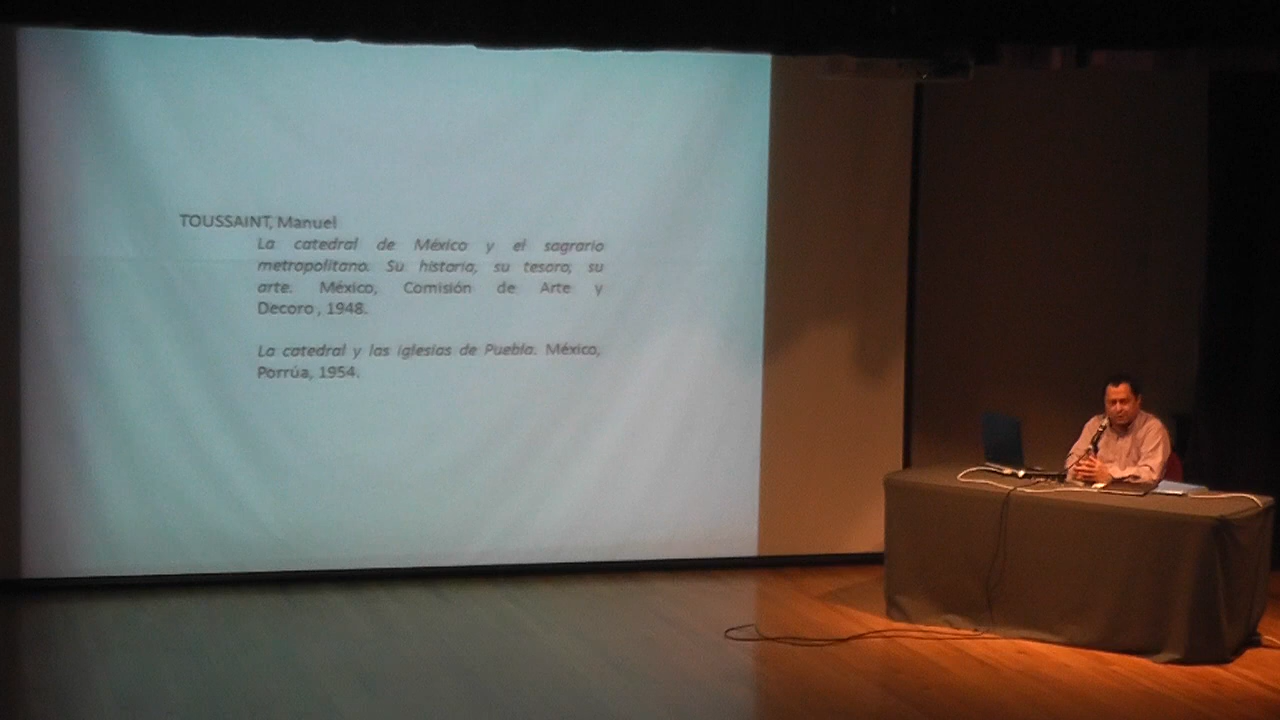 TOUSSAINT, Manuel
La catedral de México y el sagrario
metropolitano. Su historia, su tesoro, su
arte. México, Comisión de Arte y
Decoro , 1948.
La catedral y las iglesias de Puebla. México,
Porrúa, 1954.